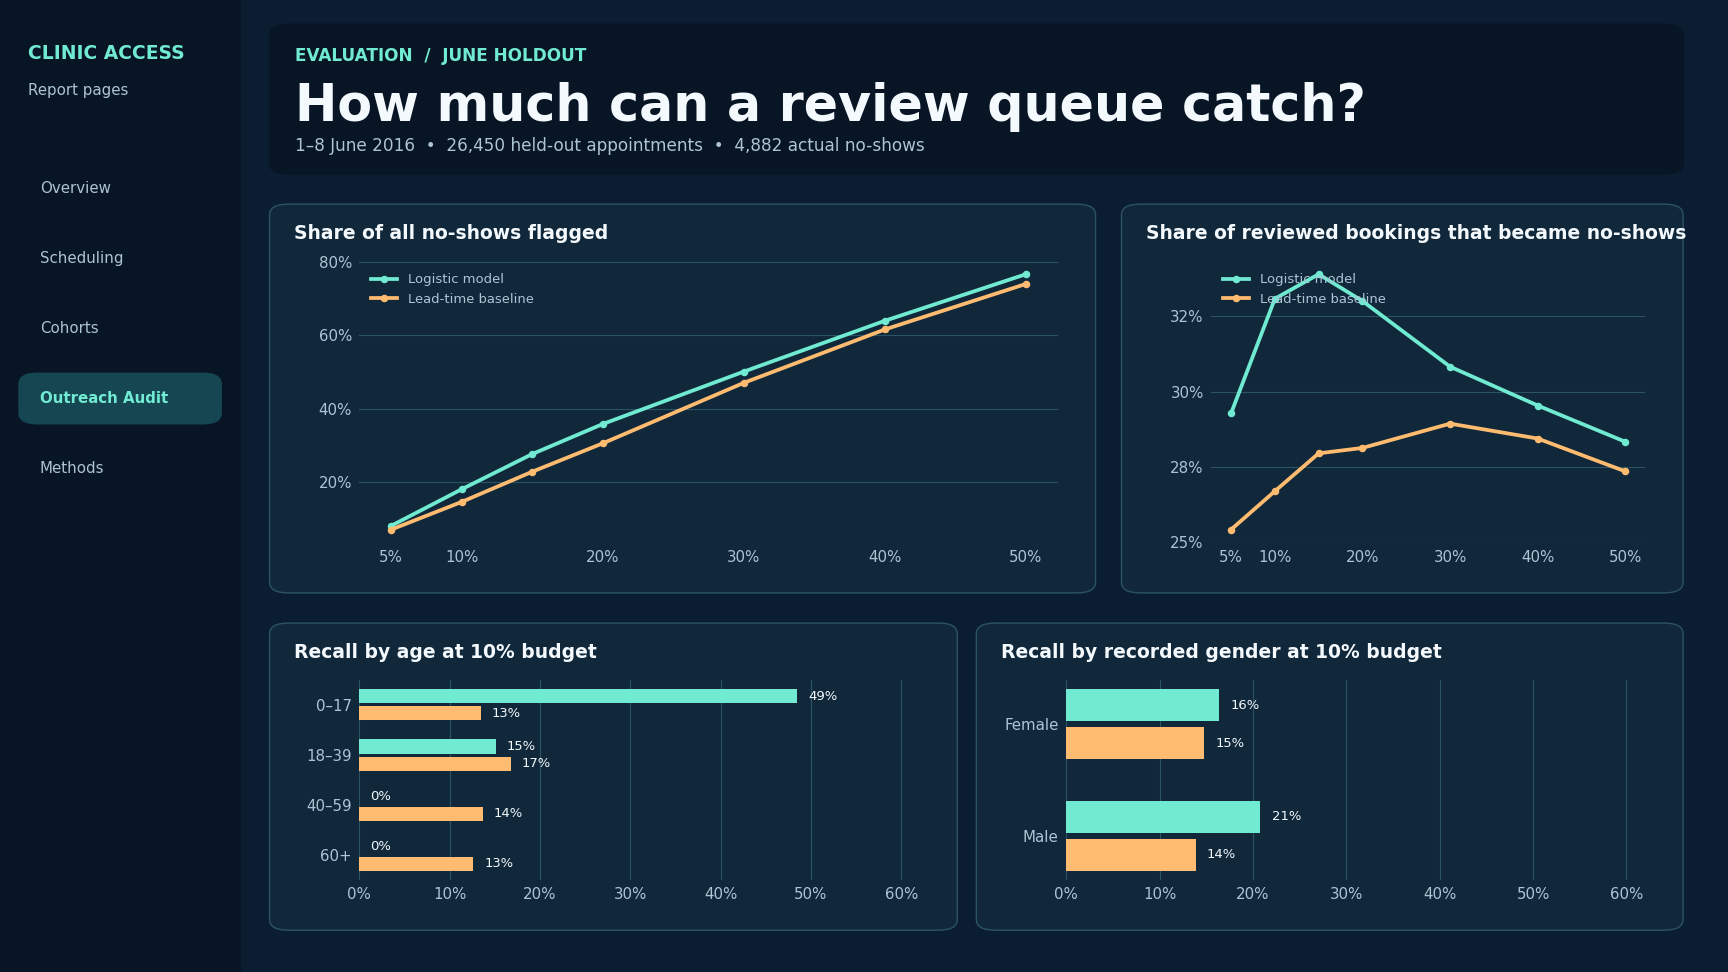 CLINIC ACCESS
Report pages
Overview
Scheduling
Cohorts
Outreach Audit
Methods
EVALUATION / JUNE HOLDOUT
How much can a review queue catch?
1–8 June 2016 • 26,450 held-out appointments • 4,882 actual no-shows
Share of all no-shows flagged
80%
60%
40%
20%
Logistic model
Lead-time baseline
5% 10% 20% 30% 40% 50%
Share of reviewed bookings that became no-shows
Logistic model
Lead-time baseline
32%
30%
28%
25%
5% 10% 20% 30% 40% 50%
Recall by age at 10% budget
0–17 49% 13%
18–39 15% 17%
40–59 0% 14%
60+ 0% 13%
0% 10% 20% 30% 40% 50% 60%
Recall by recorded gender at 10% budget
Female 16% 15%
Male 21% 14%
0% 10% 20% 30% 40% 50% 60%